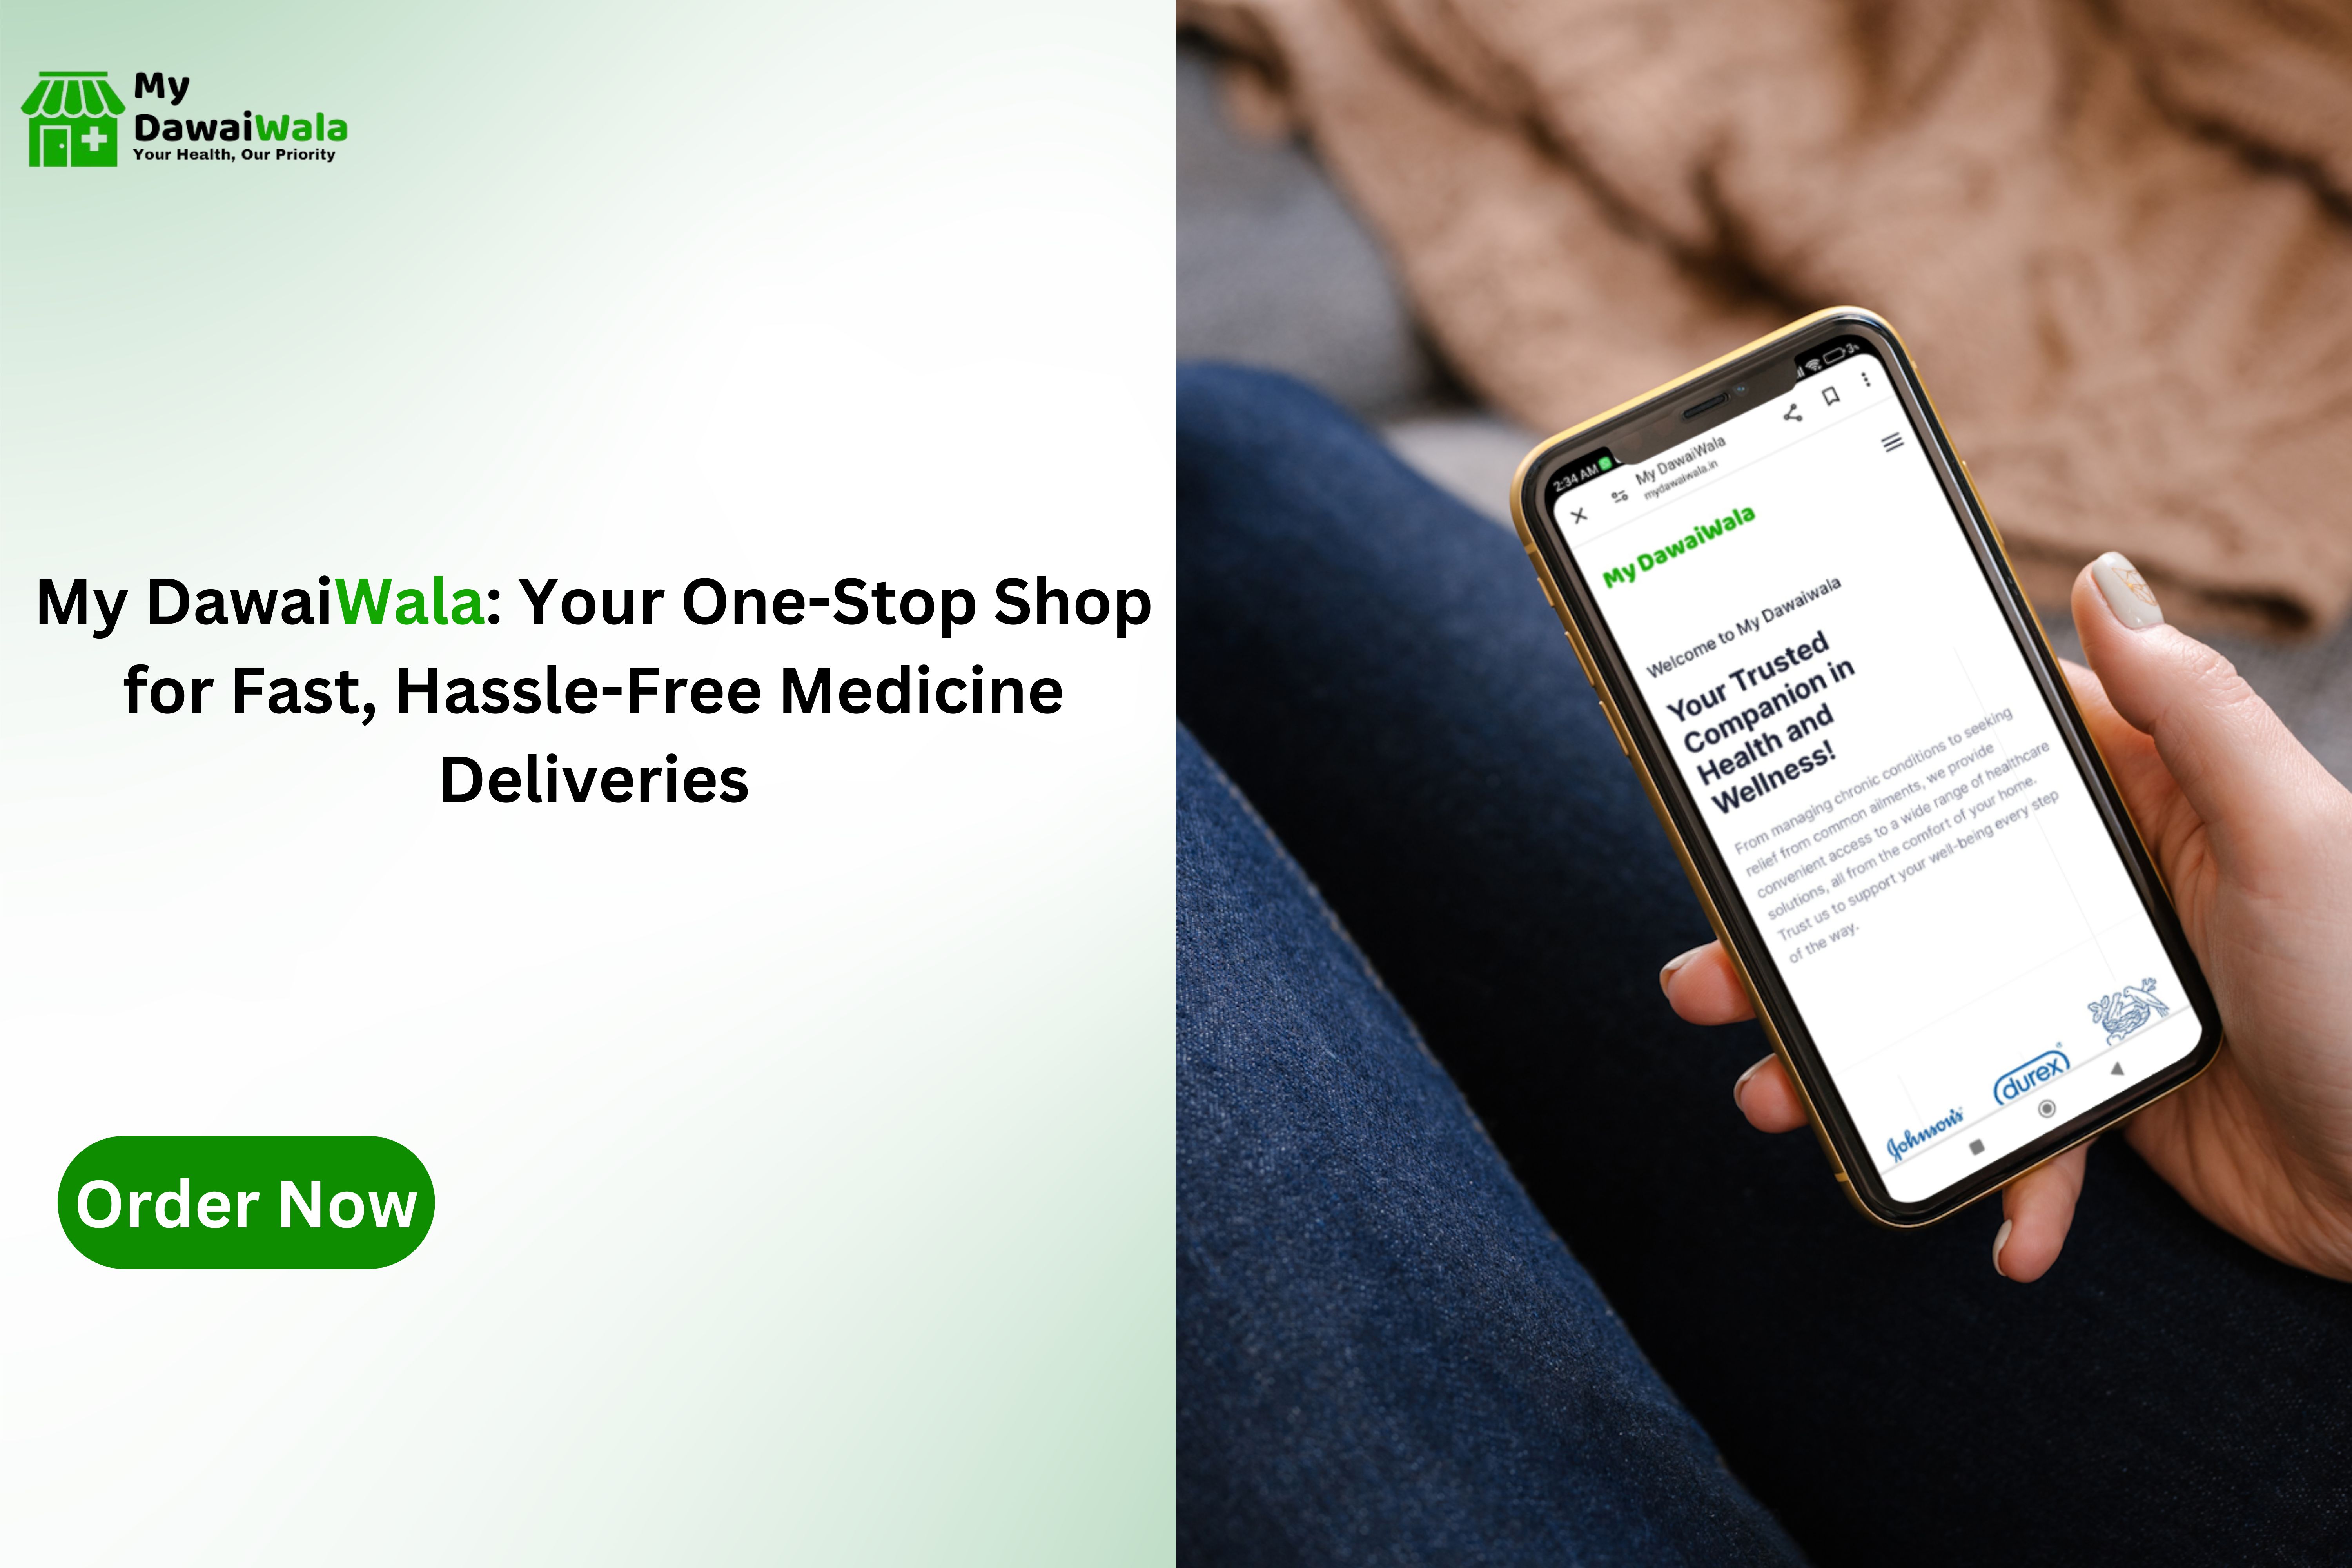 My
DawaiWala
Your Health, Our Priority
My DawaiWala: Your One-Stop Shop
for Fast, Hassle-Free Medicine
Deliveries
Order Now
2:34 AM
3%
My DawaiWala
mydawaiwala.in
My DawaiWala
Welcome to My Dawaiwala
Your Trusted
Companion in
Health and
Wellness!
From managing chronic conditions to seeking
relief from common ailments, we provide
convenient access to a wide range of healthcare
solutions, all from the comfort of your home.
Trust us to support your well-being every step
of the way.
Johnson's
durex®